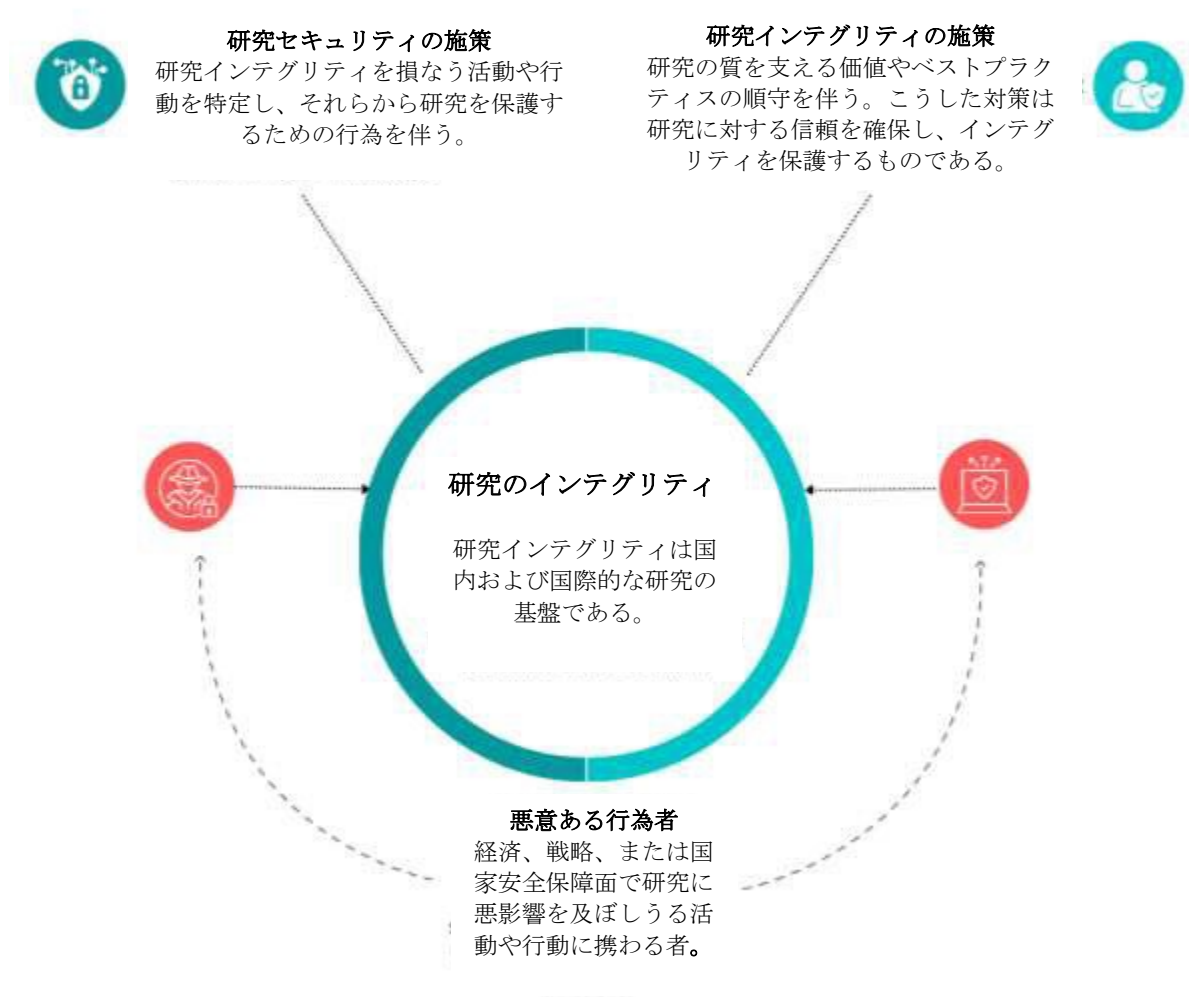 研究セキュリティの施策
研究インテグリティを損なう活動や行
動を特定し、それらから研究を保護す
るための行為を伴う。
研究インテグリティの施策
研究の質を支える価値やベストプラク
ティスの順守を伴う。こうした対策は
研究に対する信頼を確保し、インテグ
リティを保護するものである。
研究のインテグリティ
研究インテグリティは国
内および国際的な研究の
基盤である。
悪意ある行為者
経済、戦略、または国
家安全保障面で研究に
悪影響を及ぼしうる活
動や行動に携わる者。